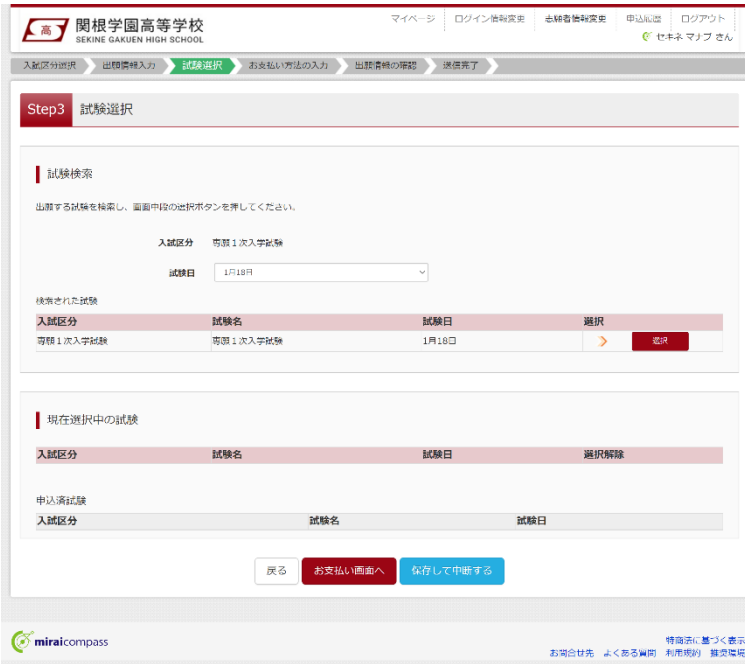 高 関根学園高等学校
SEKINE GAKUEN HIGH SCHOOL
マイページ ログイン情報変更 志願者情報変更 申込履歴 ログアウト
セキネ マナブ さん
入試区分選択 出願情報入力 試験選択 お支払い方法の入力 出願情報の確認 送信完了
Step3 試験選択
試験検索
出願する試験を検索し、画面中段の選択ボタンを押してください。
入試区分 専願1次入学試験
試験日 1月18日
検索された試験
入試区分 試験名 試験日 選択
専願1次入学試験 専願1次入学試験 1月18日 選択
現在選択中の試験
入試区分 試験名 試験日 選択解除
申込済試験
入試区分 試験名 試験日
戻る お支払い画面へ 保存して中断する
miraicompass
特商法に基づく表示
お問合せ先 よくある質問 利用規約 推奨環境